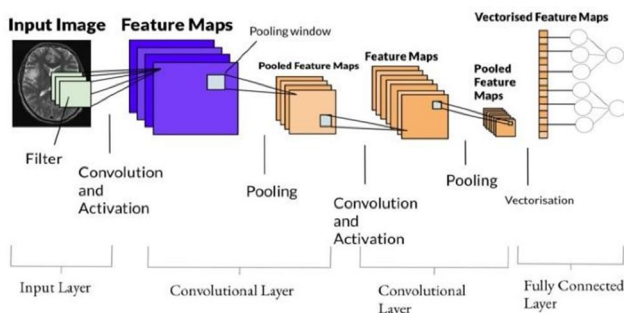 Input Image
Feature Maps
Vectorised Feature Maps
Pooling window
Pooled Feature Maps
Feature Maps
Pooled
Feature
Maps
Filter
Convolution
and
Activation
Pooling
Convolution
and
Activation
Pooling
Vectorisation
Input Layer
Convolutional Layer
Convolutional
Layer
Fully Connected
Layer